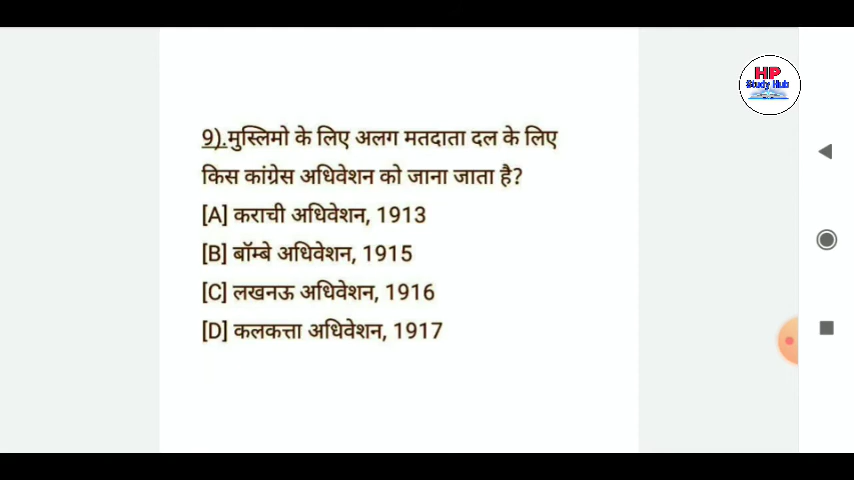 HP
Study Hub
9).मुस्लिमो के लिए अलग मतदाता दल के लिए
किस कांग्रेस अधिवेशन को जाना जाता है?
[A] कराची अधिवेशन, 1913
[B] बॉम्बे अधिवेशन, 1915
[C] लखनऊ अधिवेशन, 1916
[D] कलकत्ता अधिवेशन, 1917